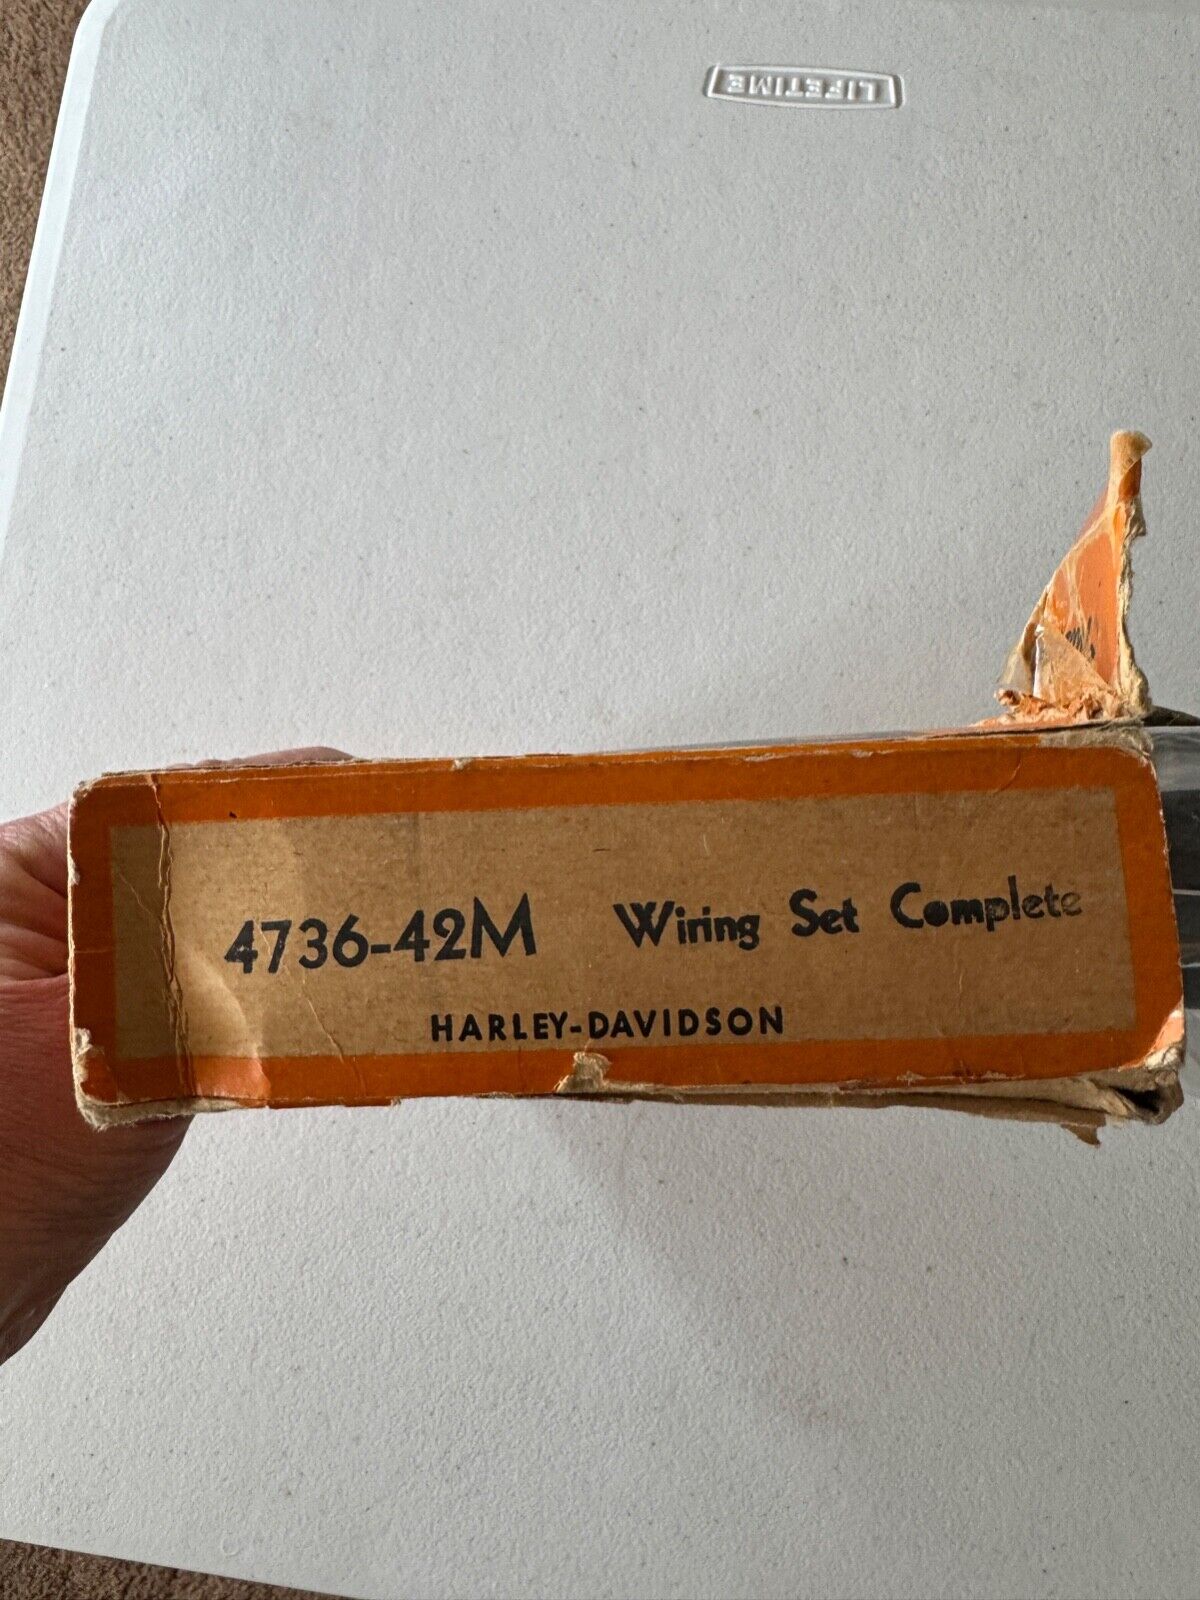 LIFETIME
4736-42M Wiring Set Complete
HARLEY-DAVIDSON